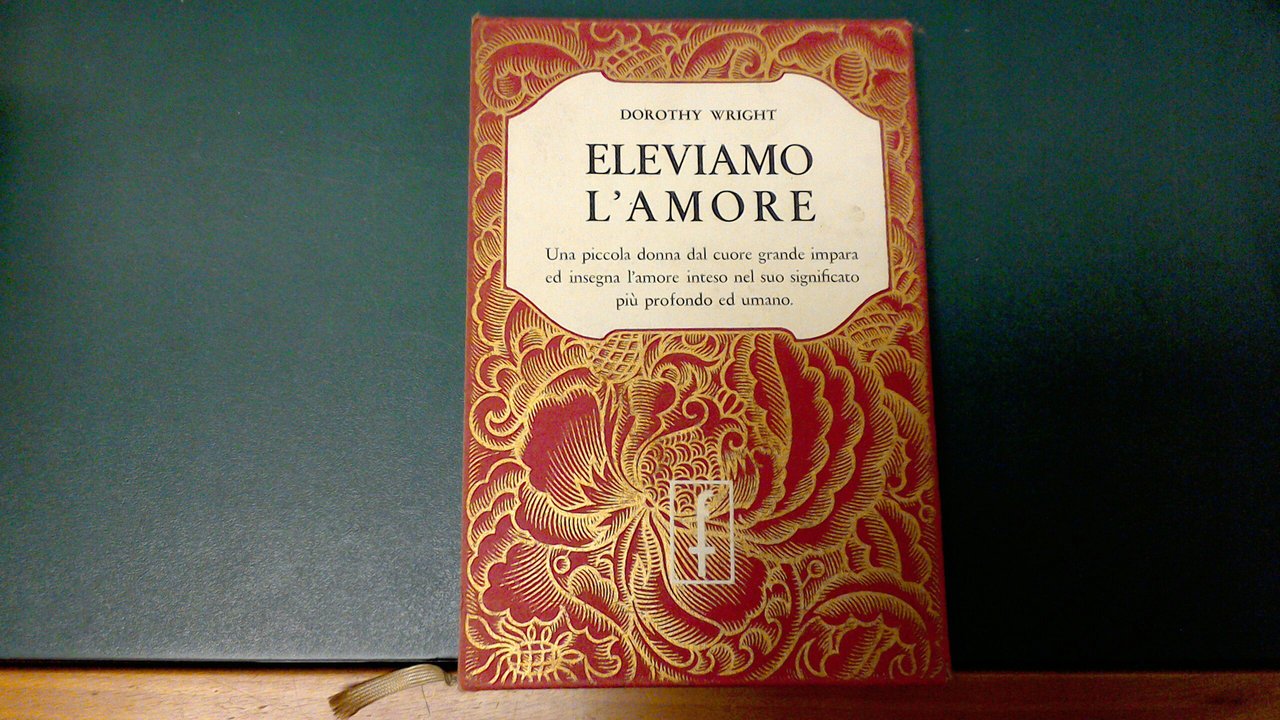 DOROTHY WRIGHT
ELEVIAMO
L'AMORE
Una piccola donna dal cuore grande impara
ed insegna l'amore inteso nel suo significato
più profondo ed umano.
f